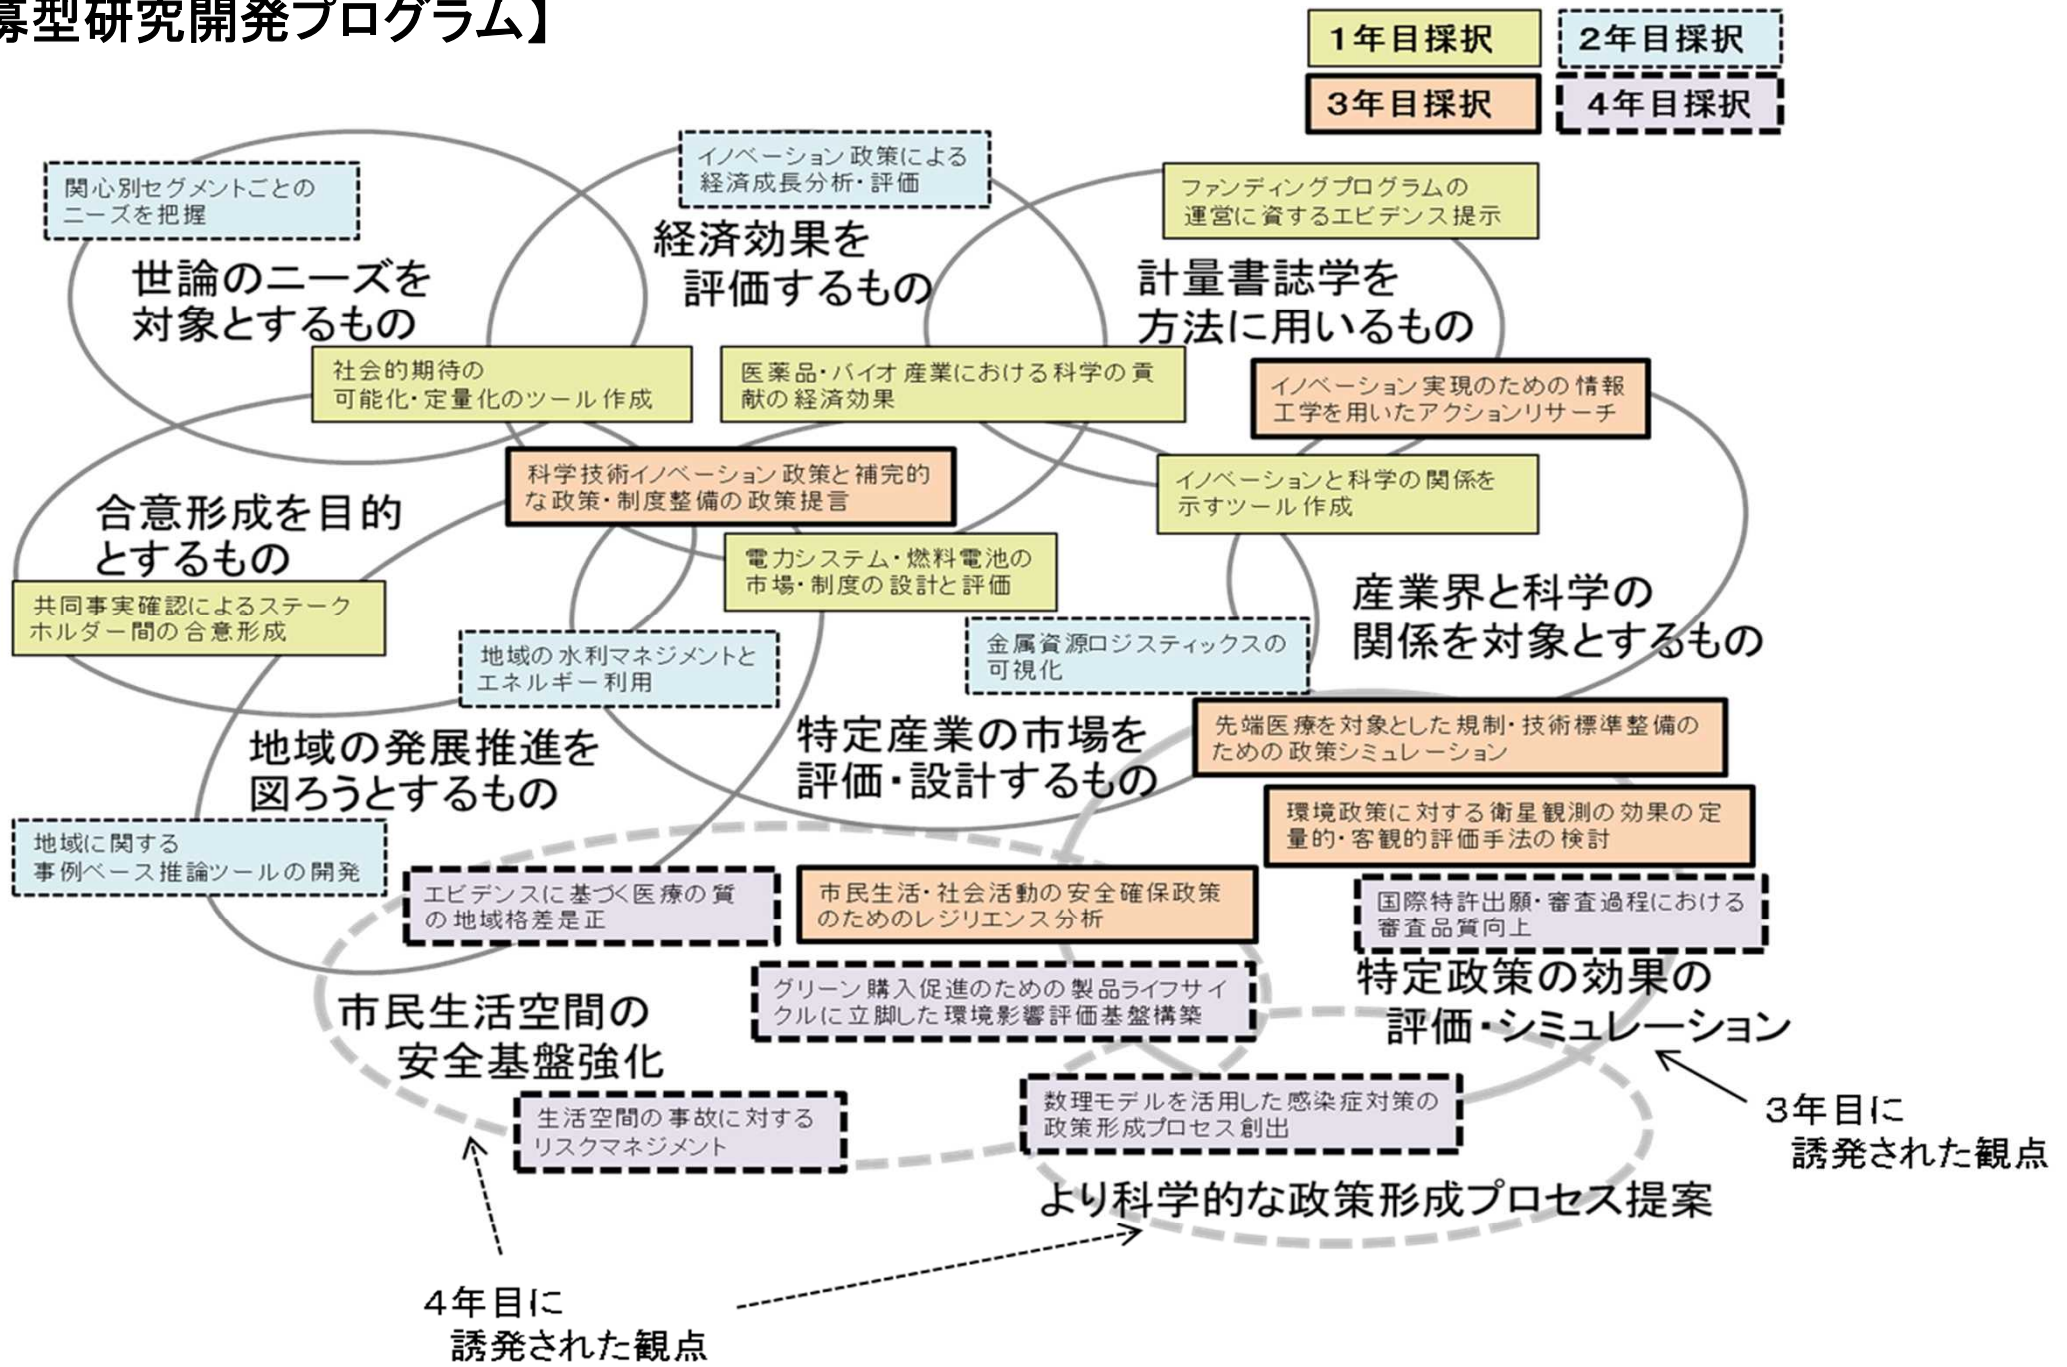 募型研究開発プログラム】
1年目採択
2年目採択
3年目採択
4年目採択
関心別セグメントごとの
ニーズを把握
イノベーション政策による
経済成長分析・評価
ファンディングプログラムの
運営に資するエビデンス提示
世論のニーズを
対象とするもの
経済効果を
評価するもの
計量書誌学を
方法に用いるもの
社会的期待の
可能化・定量化のツール作成
医薬品・バイオ産業における科学の貢
献の経済効果
イノベーション実現のための情報
工学を用いたアクションリサーチ
科学技術イノベーション政策と補完的
な政策・制度整備の政策提言
イノベーションと科学の関係を
示すツール作成
合意形成を目的
とするもの
電力システム・燃料電池の
市場・制度の設計と評価
共同事実確認によるステーク
ホルダー間の合意形成
産業界と科学の
関係を対象とするもの
地域の水利マネジメントと
エネルギー利用
金属資源ロジスティックスの
可視化
地域の発展推進を
図ろうとするもの
特定産業の市場を
評価・設計するもの
先端医療を対象とした規制・技術標準整備の
ための政策シミュレーション
環境政策に対する衛星観測の効果の定
量的・客観的評価手法の検討
地域に関する
事例ベース推論ツールの開発
エビデンスに基づく医療の質
の地域格差是正
市民生活・社会活動の安全確保政策
のためのレジリエンス分析
国際特許出願・審査過程における
審査品質向上
特定政策の効果の
評価・シミュレーション
グリーン購入促進のための製品ライフサイ
クルに立脚した環境影響評価基盤構築
市民生活空間の
安全基盤強化
生活空間の事故に対する
リスクマネジメント
数理モデルを活用した感染症対策の
政策形成プロセス創出
3年目に
誘発された観点
より科学的な政策形成プロセス提案
4年目に
誘発された観点